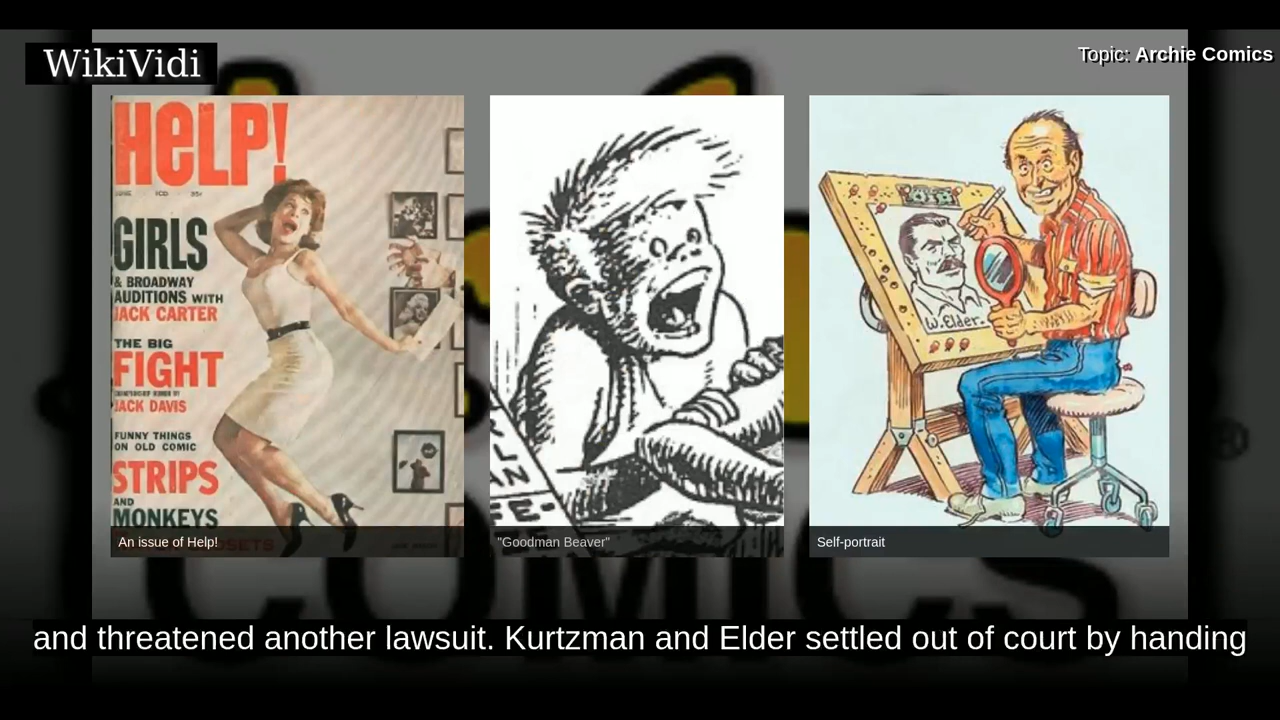 WikiVidi
Topic: Archie Comics
HELP!
GIRLS
& BROADWAY
AUDITIONS WITH
JACK CARTER
THE BIG
FIGHT
JACK DAVIS
FUNNY THINGS
ON OLD COMIC
STRIPS
AND
MONKEYS
An issue of Help!
"Goodman Beaver"
W.Elder.
Self-portrait
and threatened another lawsuit. Kurtzman and Elder settled out of court by handing